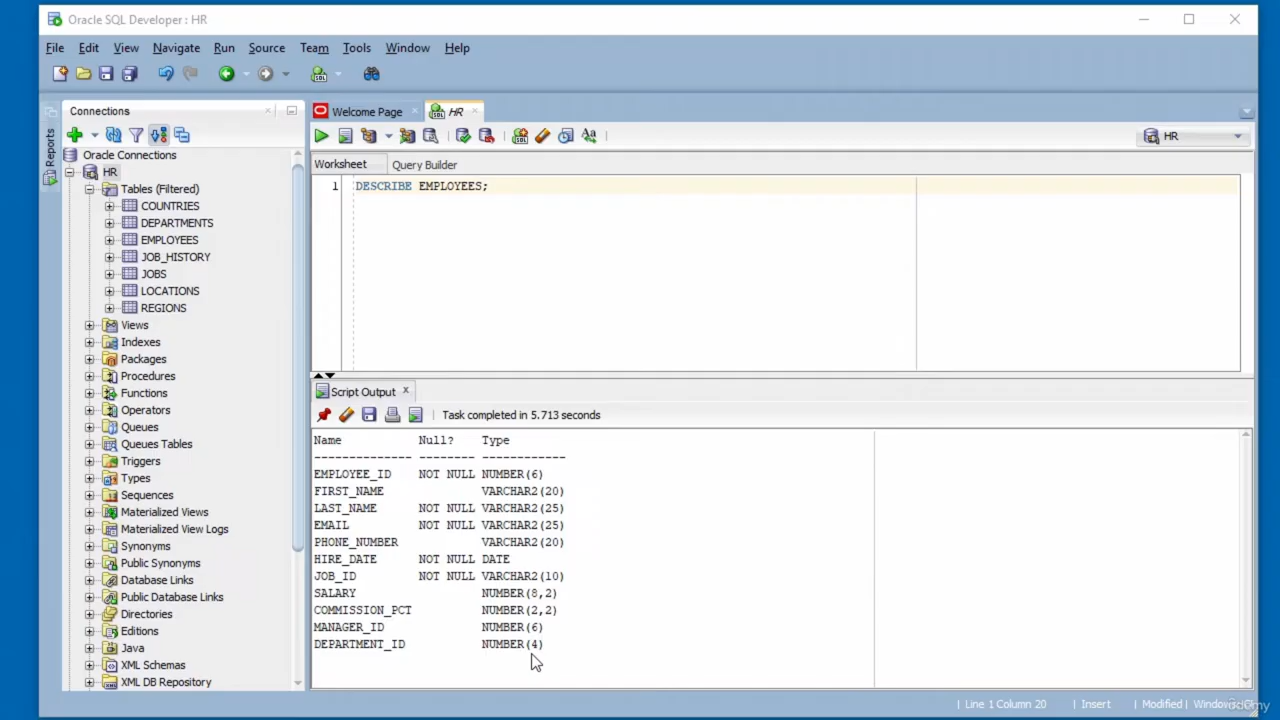 Oracle SQL Developer : HR
File Edit View Navigate Run Source Team Tools Window Help
Reports
Connections
Oracle Connections
HR
Tables (Filtered)
COUNTRIES
DEPARTMENTS
EMPLOYEES
JOB_HISTORY
JOBS
LOCATIONS
REGIONS
Views
Indexes
Packages
Procedures
Functions
Operators
Queues
Queues Tables
Triggers
Types
Sequences
Materialized Views
Materialized View Logs
Synonyms
Public Synonyms
Database Links
Public Database Links
Directories
Editions
Java
XML Schemas
XML DB Repository
Welcome Page HR
HR
Worksheet Query Builder
1 DESCRIBE EMPLOYEES;
Script Output
Task completed in 5.713 seconds
Name Null? Type
-------------- -------- ------------
EMPLOYEE_ID NOT NULL NUMBER(6)
FIRST_NAME VARCHAR2(20)
LAST_NAME NOT NULL VARCHAR2(25)
EMAIL NOT NULL VARCHAR2(25)
PHONE_NUMBER VARCHAR2(20)
HIRE_DATE NOT NULL DATE
JOB_ID NOT NULL VARCHAR2(10)
SALARY NUMBER(8,2)
COMMISSION_PCT NUMBER(2,2)
MANAGER_ID NUMBER(6)
DEPARTMENT_ID NUMBER(4)
Line 1 Column 20 | Insert | Modified